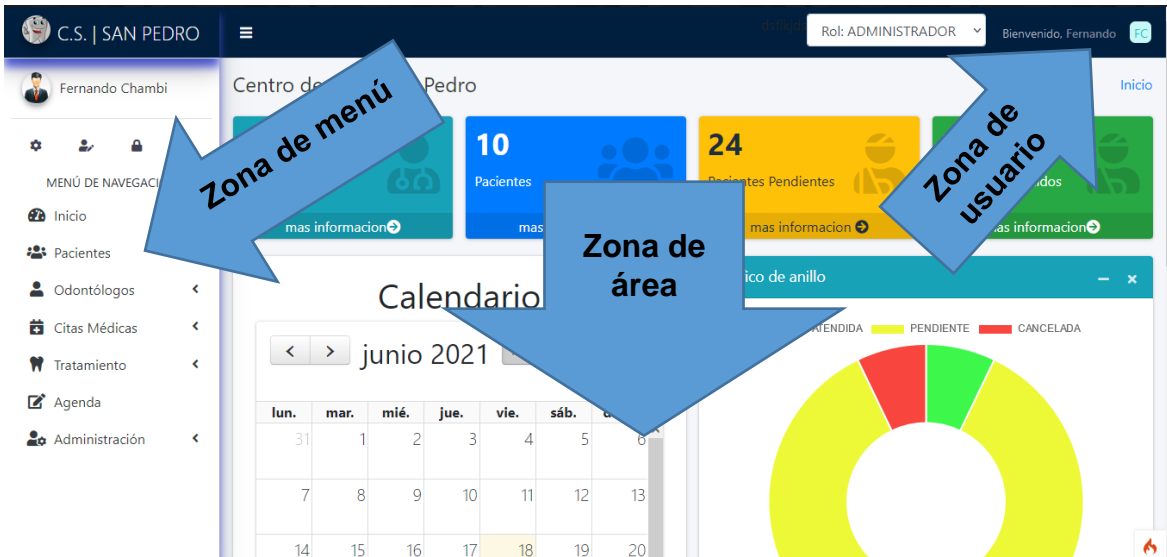 C.S. | SAN PEDRO
Rol: ADMINISTRADOR
Bienvenido, Fernando
FC
Fernando Chambi
Centro de
Pedro
Inicio
Zona de menú
Zona de usuario
Zona de
área
10
Pacientes
24
Pacientes Pendientes
mas informacion
mas
mas informacion
mas informacion
MENÚ DE NAVEGACI
Inicio
Pacientes
Odontólogos
Citas Médicas
Tratamiento
Agenda
Administración
Calendario
junio 2021
lun. mar. mié. jue. vie. sáb.
31 1 2 3 4 5 6
7 8 9 10 11 12 13
14 15 16 17 18 19 20
ico de anillo
ATENDIDA PENDIENTE CANCELADA